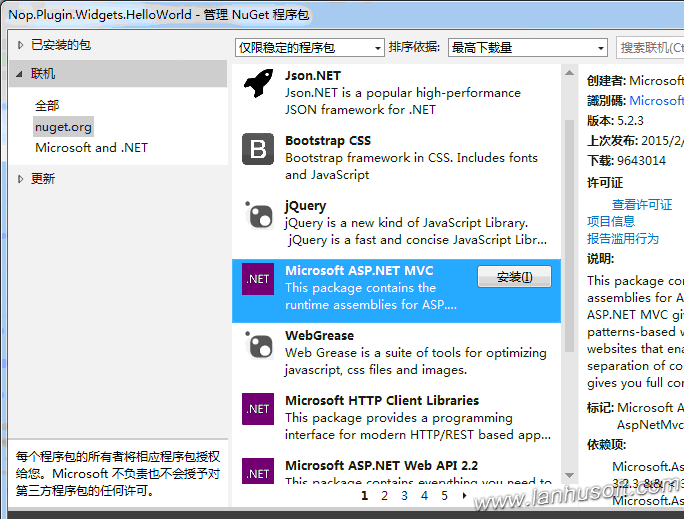 Nop.Plugin.Widgets.HelloWorld - 管理 NuGet 程序包
已安装的包
联机
全部
nuget.org
Microsoft and .NET
更新
每个程序包的所有者将相应程序包授权
给您。Microsoft 不负责也不会授予对
第三方程序包的任何许可。
仅限稳定的程序包
排序依据:
最高下载量
搜索联机(Ct
Json.NET
Json.NET is a popular high-performance
JSON framework for .NET
B
Bootstrap CSS
Bootstrap framework in CSS. Includes fonts
and JavaScript
jQuery
jQuery is a new kind of JavaScript Library.
jQuery is a fast and concise JavaScript Libr...
.NET
Microsoft ASP.NET MVC
安装(I)
This package contains the
runtime assemblies for ASP....
WebGrease
Web Grease is a suite of tools for optimizing
javascript, css files and images.
.NET
Microsoft HTTP Client Libraries
This package provides a programming
interface for modern HTTP/REST based app...
.NET
Microsoft ASP.NET Web API 2.2
This package contains everything you need to
1 2 3 4 5
创建者: Microsoft
識別碼: Microsoft
版本: 5.2.3
上次发布: 2015/2/
下载: 9643014
许可证
查看许可证
项目信息
报告滥用行为
说明:
This package con
assemblies for A
ASP.NET MVC giv
patterns-based w
websites that ena
separation of co
gives you full con
标记: Microsoft A
AspNetMvc
依赖项:
Microsoft.As
3.2.3 && <
Microsoft.As
www.lanhusoft.com